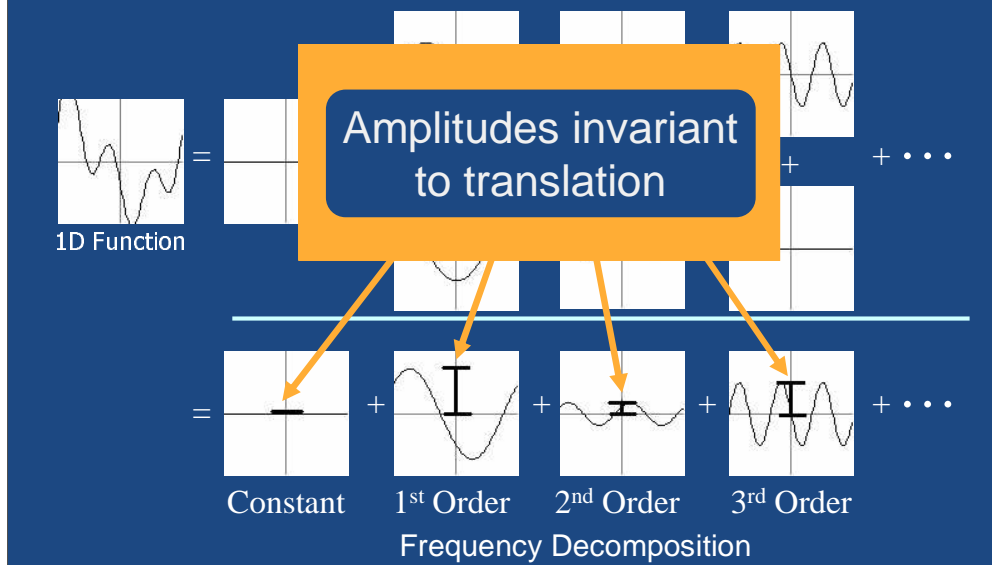 Amplitudes invariant
to translation
= + + • • •
1D Function
= + + + + • • •
Constant 1st Order 2nd Order 3rd Order
Frequency Decomposition